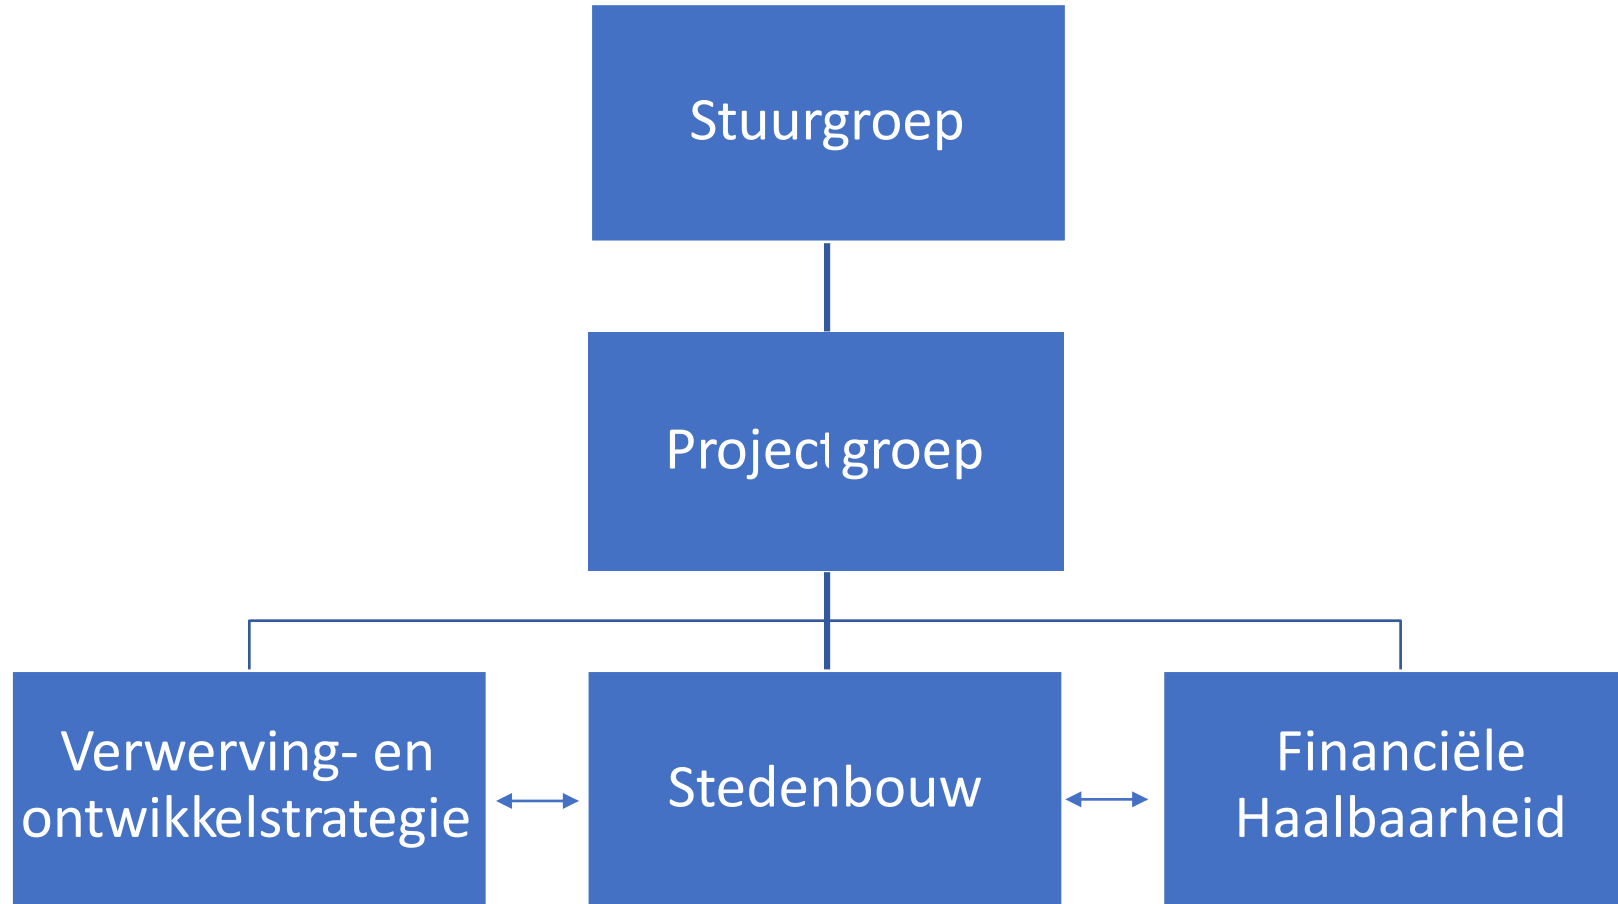 Stuurgroep
Projectgroep
Verwerving- en
ontwikkelstrategie
Stedenbouw
Financiële
Haalbaarheid